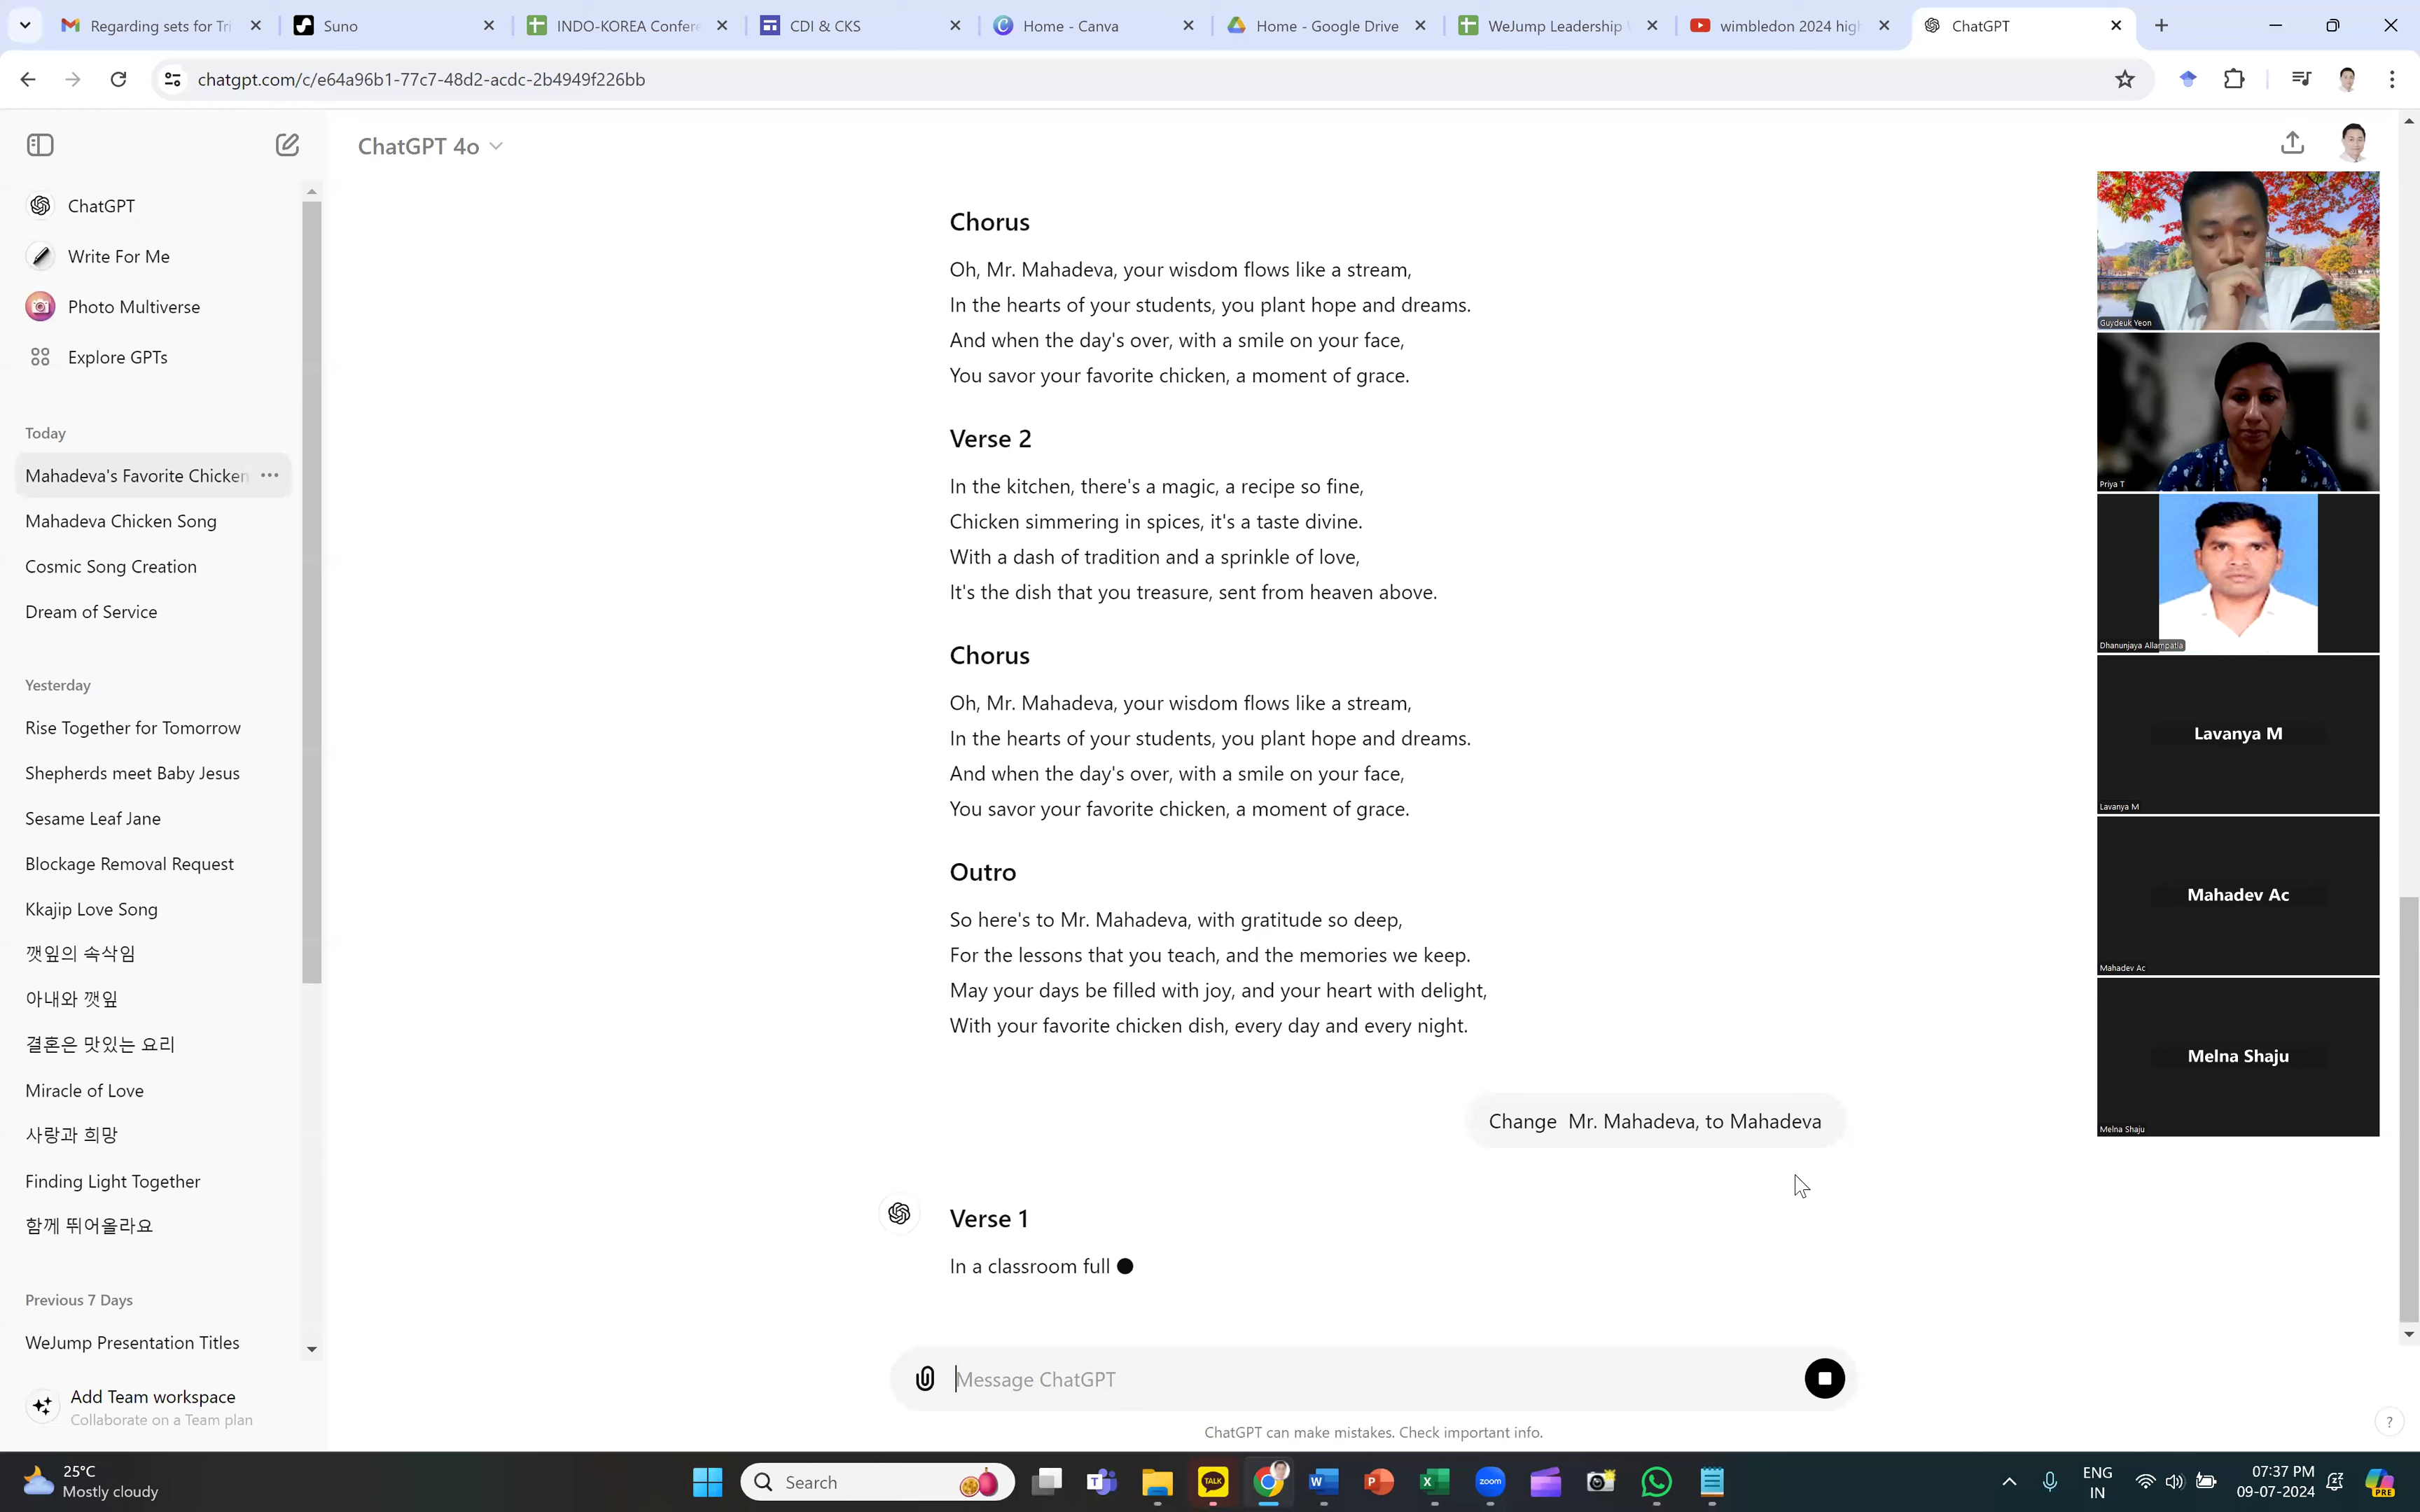 Regarding sets for Tri
Suno
INDO-KOREA Confere
CDI & CKS
Home - Canva
Home - Google Drive
WeJump Leadership
wimbledon 2024 high
ChatGPT
chatgpt.com/c/e64a96b1-77c7-48d2-acdc-2b4949f226bb
ChatGPT
Write For Me
Photo Multiverse
Explore GPTs
Today
Mahadeva's Favorite Chicken
Mahadeva Chicken Song
Cosmic Song Creation
Dream of Service
Yesterday
Rise Together for Tomorrow
Shepherds meet Baby Jesus
Sesame Leaf Jane
Blockage Removal Request
Kkajip Love Song
깻잎의 속삭임
아내와 깻잎
결혼은 맛있는 요리
Miracle of Love
사랑과 희망
Finding Light Together
함께 뛰어올라요
Previous 7 Days
WeJump Presentation Titles
Add Team workspace
Collaborate on a Team plan
ChatGPT 4o
Chorus
Oh, Mr. Mahadeva, your wisdom flows like a stream,
In the hearts of your students, you plant hope and dreams.
And when the day's over, with a smile on your face,
You savor your favorite chicken, a moment of grace.
Verse 2
In the kitchen, there's a magic, a recipe so fine,
Chicken simmering in spices, it's a taste divine.
With a dash of tradition and a sprinkle of love,
It's the dish that you treasure, sent from heaven above.
Chorus
Oh, Mr. Mahadeva, your wisdom flows like a stream,
In the hearts of your students, you plant hope and dreams.
And when the day's over, with a smile on your face,
You savor your favorite chicken, a moment of grace.
Outro
So here's to Mr. Mahadeva, with gratitude so deep,
For the lessons that you teach, and the memories we keep.
May your days be filled with joy, and your heart with delight,
With your favorite chicken dish, every day and every night.
Change  Mr. Mahadeva, to Mahadeva
Verse 1
In a classroom full
Message ChatGPT
ChatGPT can make mistakes. Check important info.
?
Guydeuk Yeon
Priya T
Dhanunjaya Allampatla
Lavanya M
Lavanya M
Mahadev Ac
Mahadev Ac
Melna Shaju
Melna Shaju
25°C
Mostly cloudy
Search
TALK
zoom
PRE
ENG
IN
07:37 PM
09-07-2024